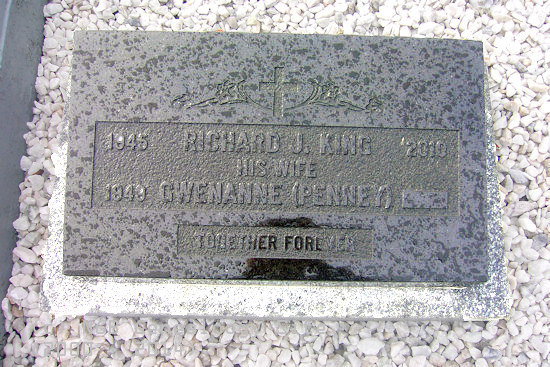 1945 RICHARD J. KING 2010
HIS WIFE
1949 GWENANNE (PENNEY)
TOGETHER FOREVER